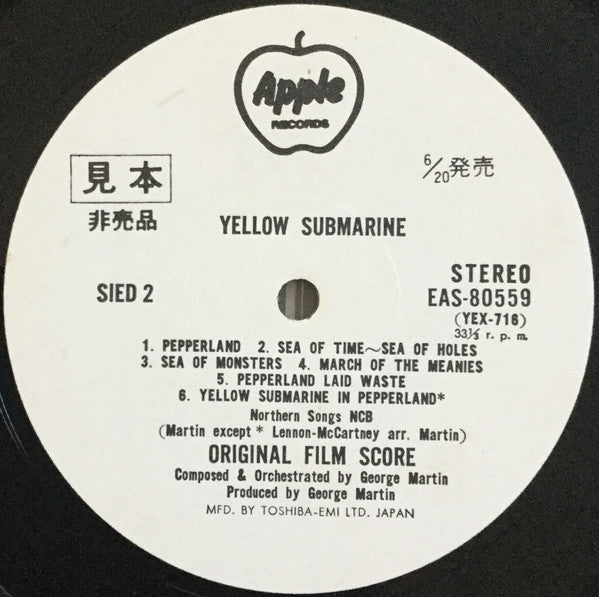 Apple
RECORDS
見本
6/20発売
非売品
YELLOW SUBMARINE
STEREO
SIED 2
EAS-80559
(YEX-716)
33⅓ r. p. m.
1. PEPPERLAND 2. SEA OF TIME~SEA OF HOLES
3. SEA OF MONSTERS 4. MARCH OF THE MEANIES
5. PEPPERLAND LAID WASTE
6. YELLOW SUBMARINE IN PEPPERLAND*
Northern Songs NCB
(Martin except * Lennon-McCartney arr. Martin)
ORIGINAL FILM SCORE
Composed & Orchestrated by George Martin
Produced by George Martin
MFD. BY TOSHIBA-EMI LTD. JAPAN